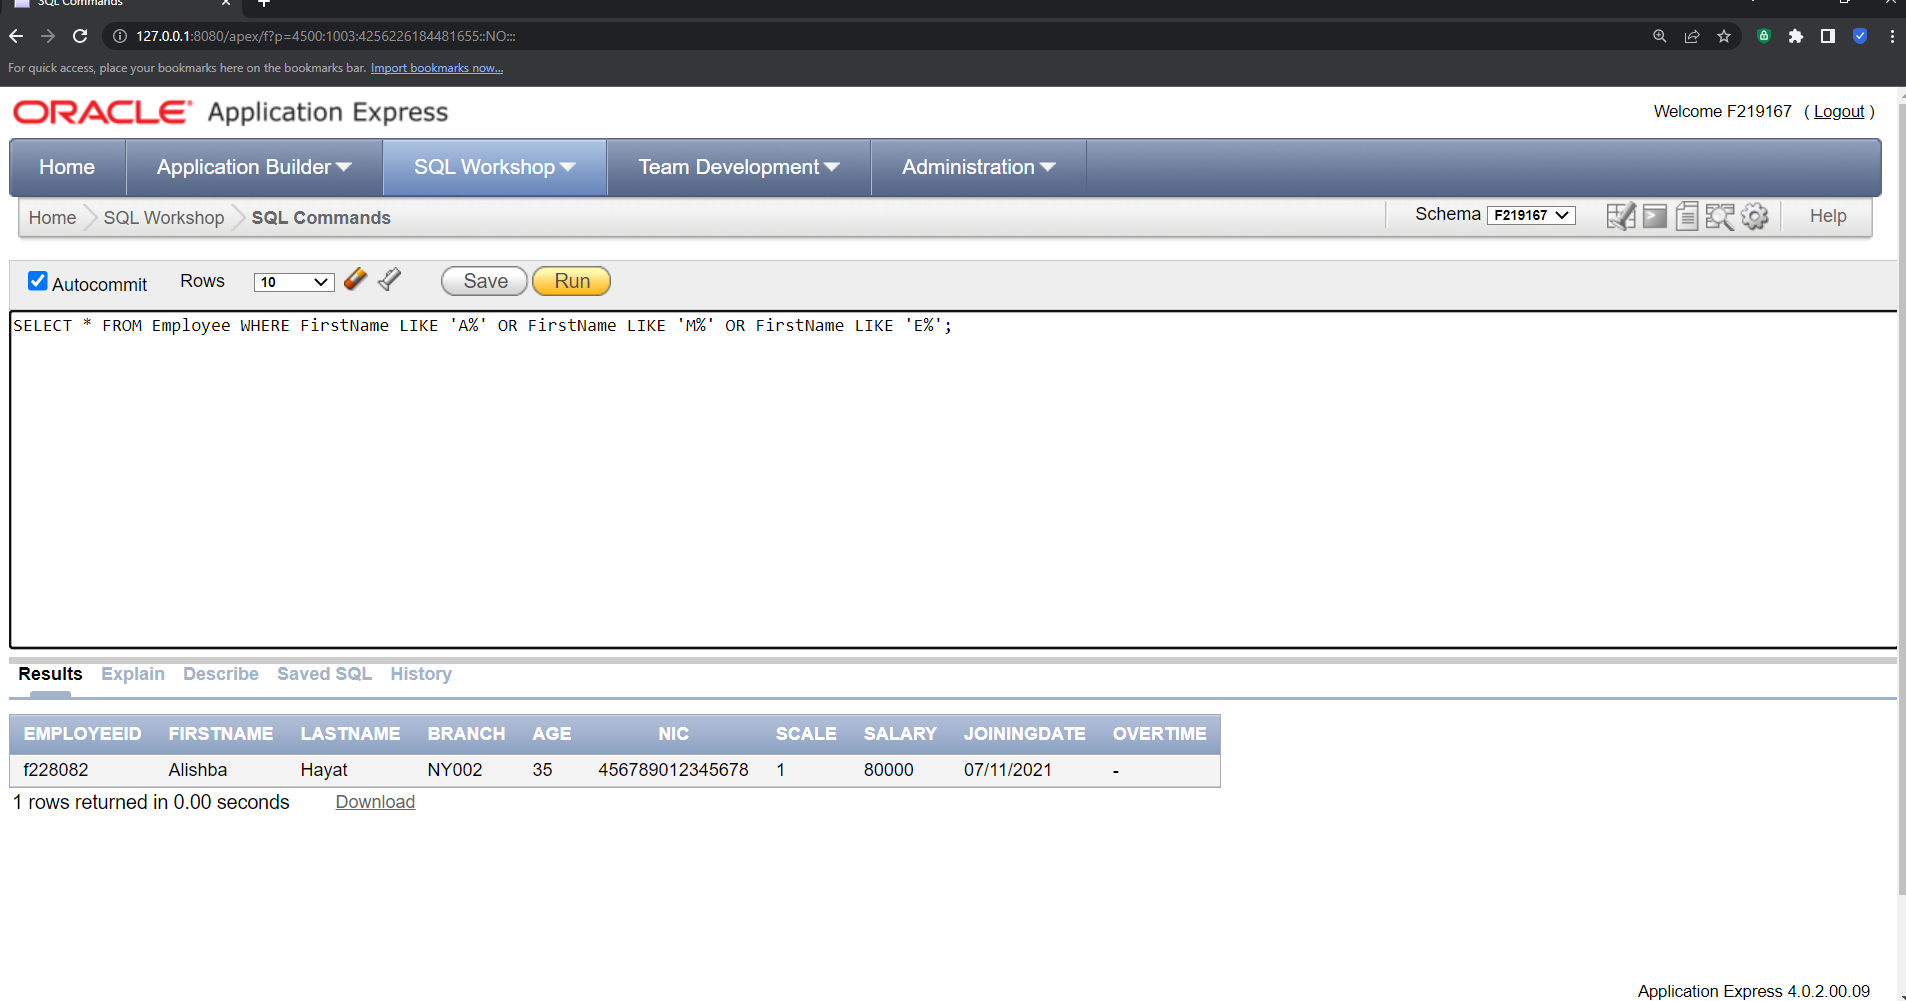 SQL Commands
127.0.0.1:8080/apex/f?p=4500:1003:4256226184481655::NO:::
For quick access, place your bookmarks here on the bookmarks bar. Import bookmarks now...
ORACLE Application Express
Welcome F219167 ( Logout )
Home Application Builder SQL Workshop Team Development Administration
Home SQL Workshop SQL Commands Schema F219167 Help
Autocommit Rows 10 Save Run
SELECT * FROM Employee WHERE FirstName LIKE 'A%' OR FirstName LIKE 'M%' OR FirstName LIKE 'E%';
Results Explain Describe Saved SQL History
EMPLOYEEID FIRSTNAME LASTNAME BRANCH AGE NIC SCALE SALARY JOININGDATE OVERTIME
f228082 Alishba Hayat NY002 35 456789012345678 1 80000 07/11/2021 -
1 rows returned in 0.00 seconds Download
Application Express 4.0.2.00.09